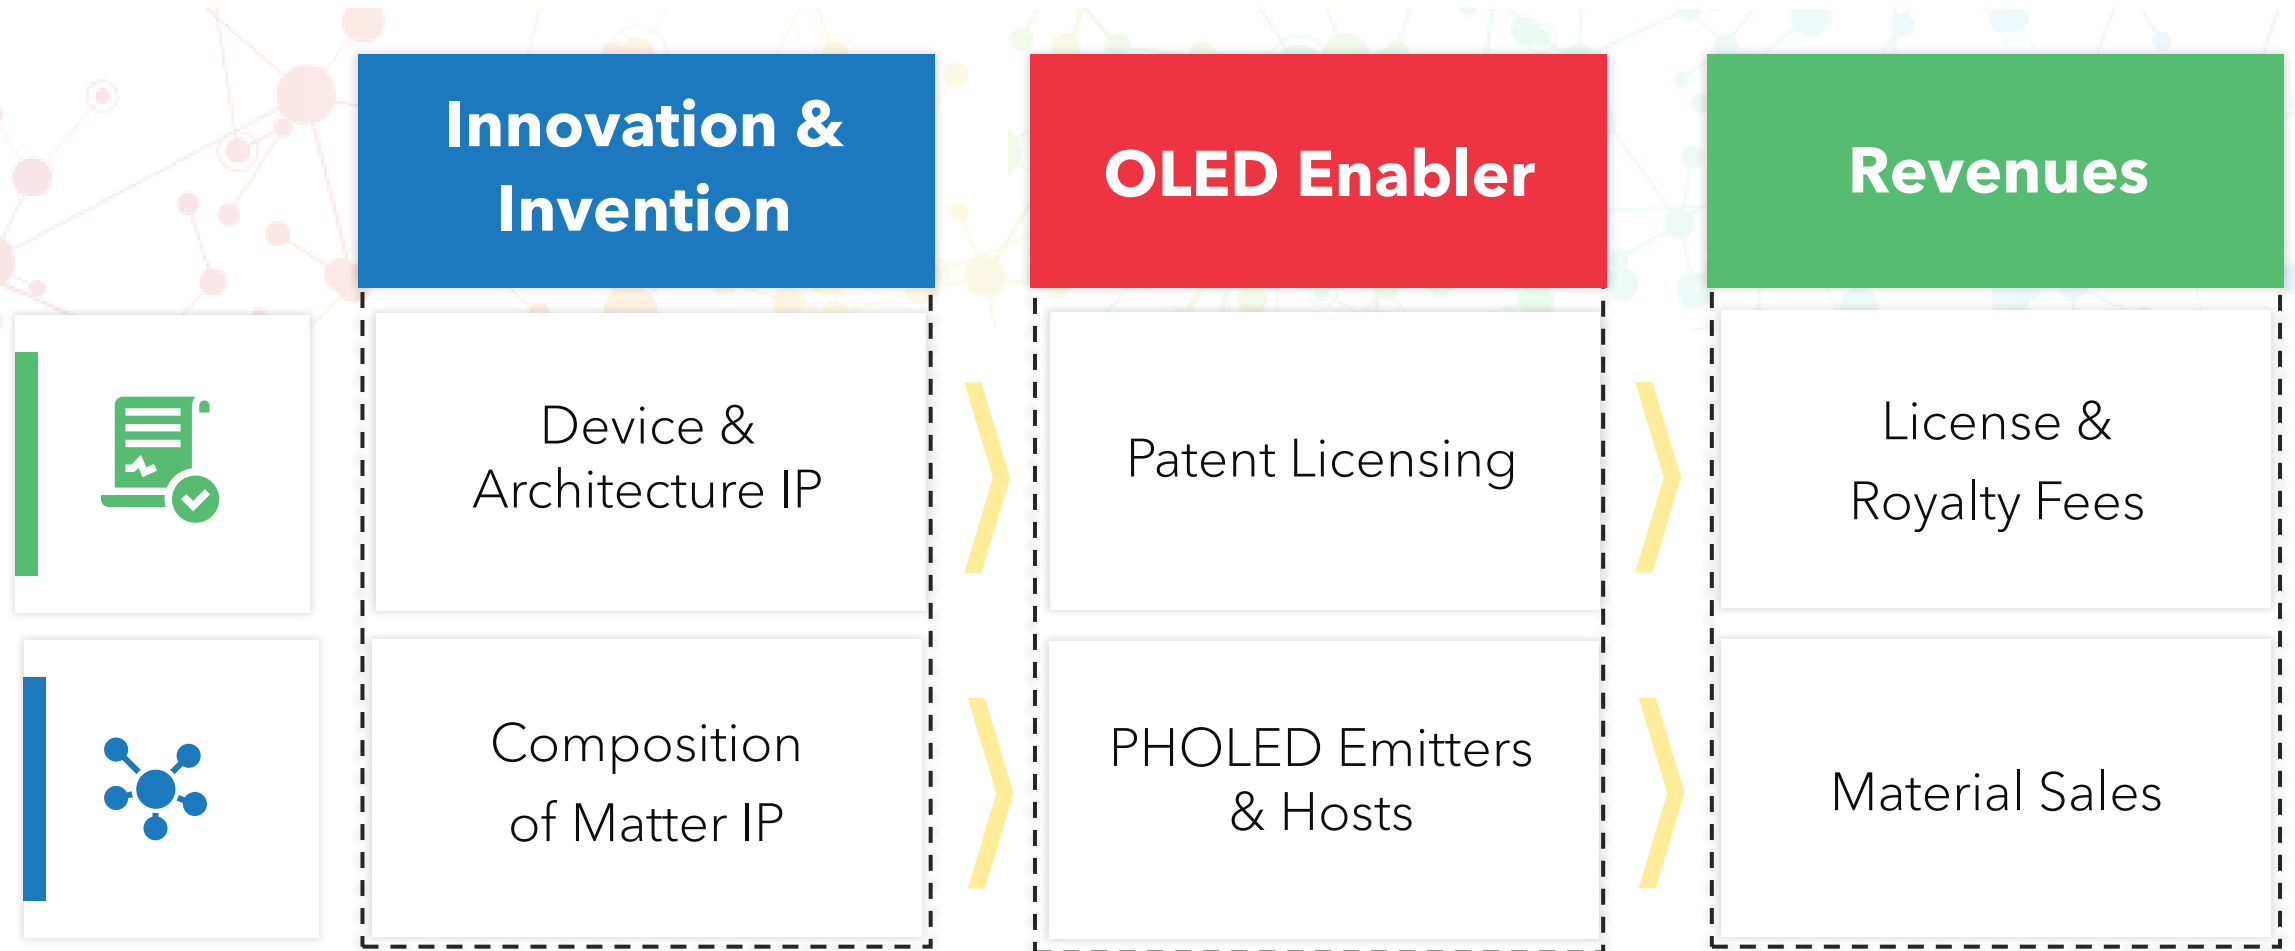 Innovation &
Invention
OLED Enabler
Revenues
Device &
Architecture IP
Patent Licensing
License &
Royalty Fees
Composition
of Matter IP
PHOLED Emitters
& Hosts
Material Sales